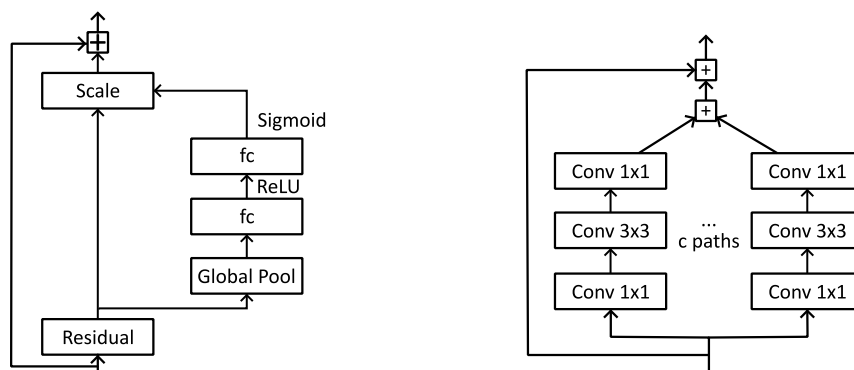 +
Scale
Sigmoid
fc
ReLU
fc
Global Pool
Residual
+
+
Conv 1x1
Conv 1x1
Conv 3x3
...
Conv 3x3
c paths
Conv 1x1
Conv 1x1